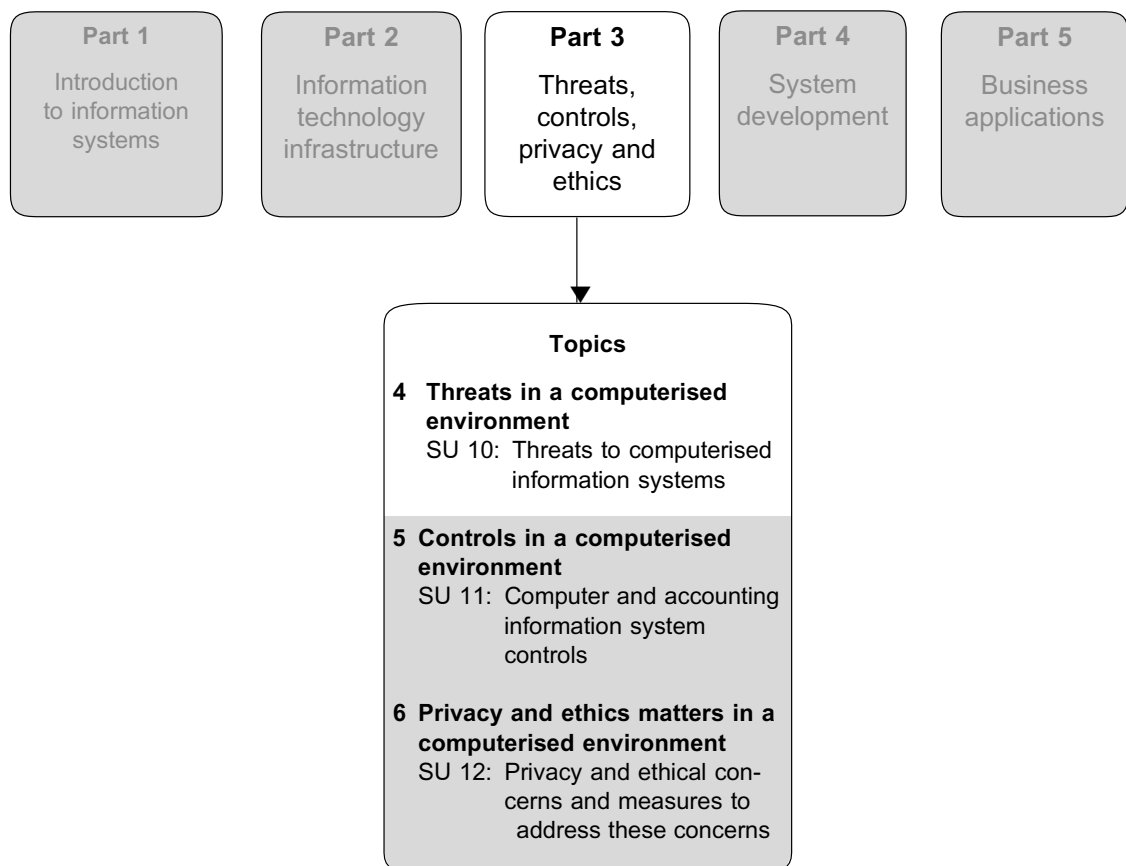 Part 1
Introduction
to information
systems
Part 2
Information
technology
infrastructure
Part 3
Threats,
controls,
privacy and
ethics
Part 4
System
development
Part 5
Business
applications
Topics
4 Threats in a computerised
environment
SU 10: Threats to computerised
information systems
5 Controls in a computerised
environment
SU 11: Computer and accounting
information system
controls
6 Privacy and ethics matters in a
computerised environment
SU 12: Privacy and ethical con-
cerns and measures to
address these concerns